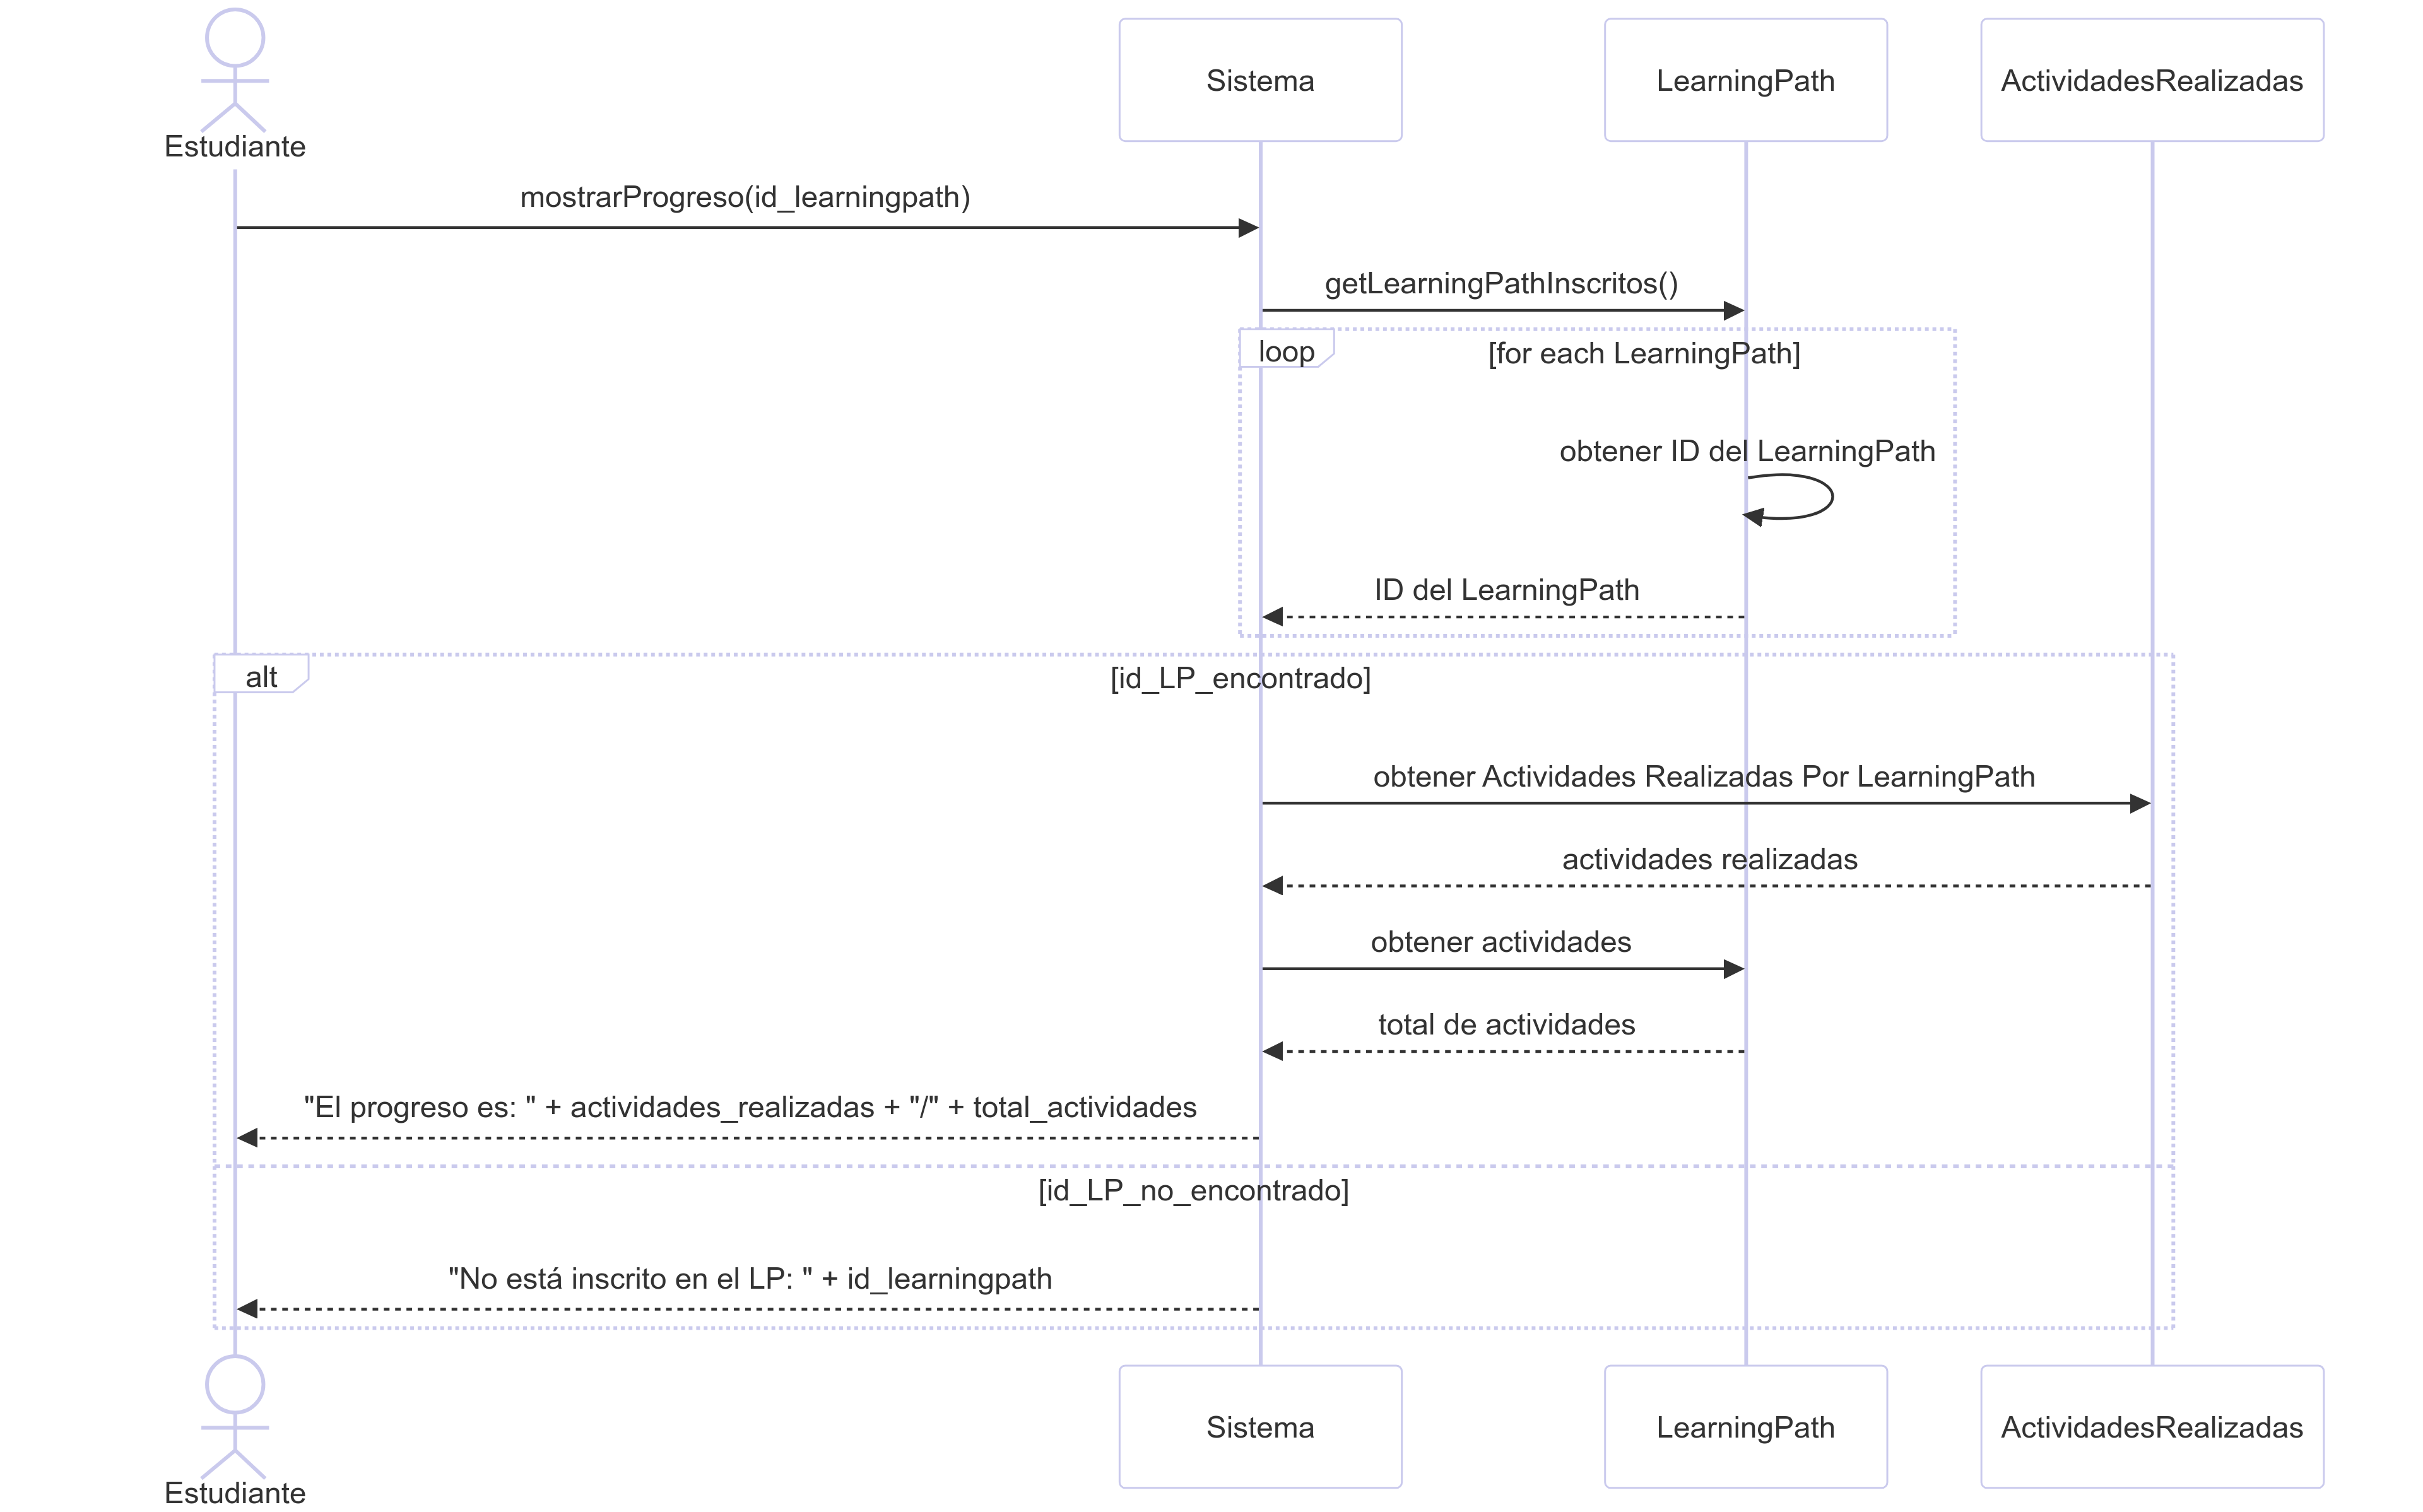 Estudiante
Sistema
LearningPath
ActividadesRealizadas
mostrarProgreso(id_learningpath)
getLearningPathInscritos()
loop
[for each LearningPath]
obtener ID del LearningPath
ID del LearningPath
alt
[id_LP_encontrado]
obtener Actividades Realizadas Por LearningPath
actividades realizadas
obtener actividades
total de actividades
"El progreso es: " + actividades_realizadas + "/" + total_actividades
[id_LP_no_encontrado]
"No está inscrito en el LP: " + id_learningpath
Estudiante
Sistema
LearningPath
ActividadesRealizadas